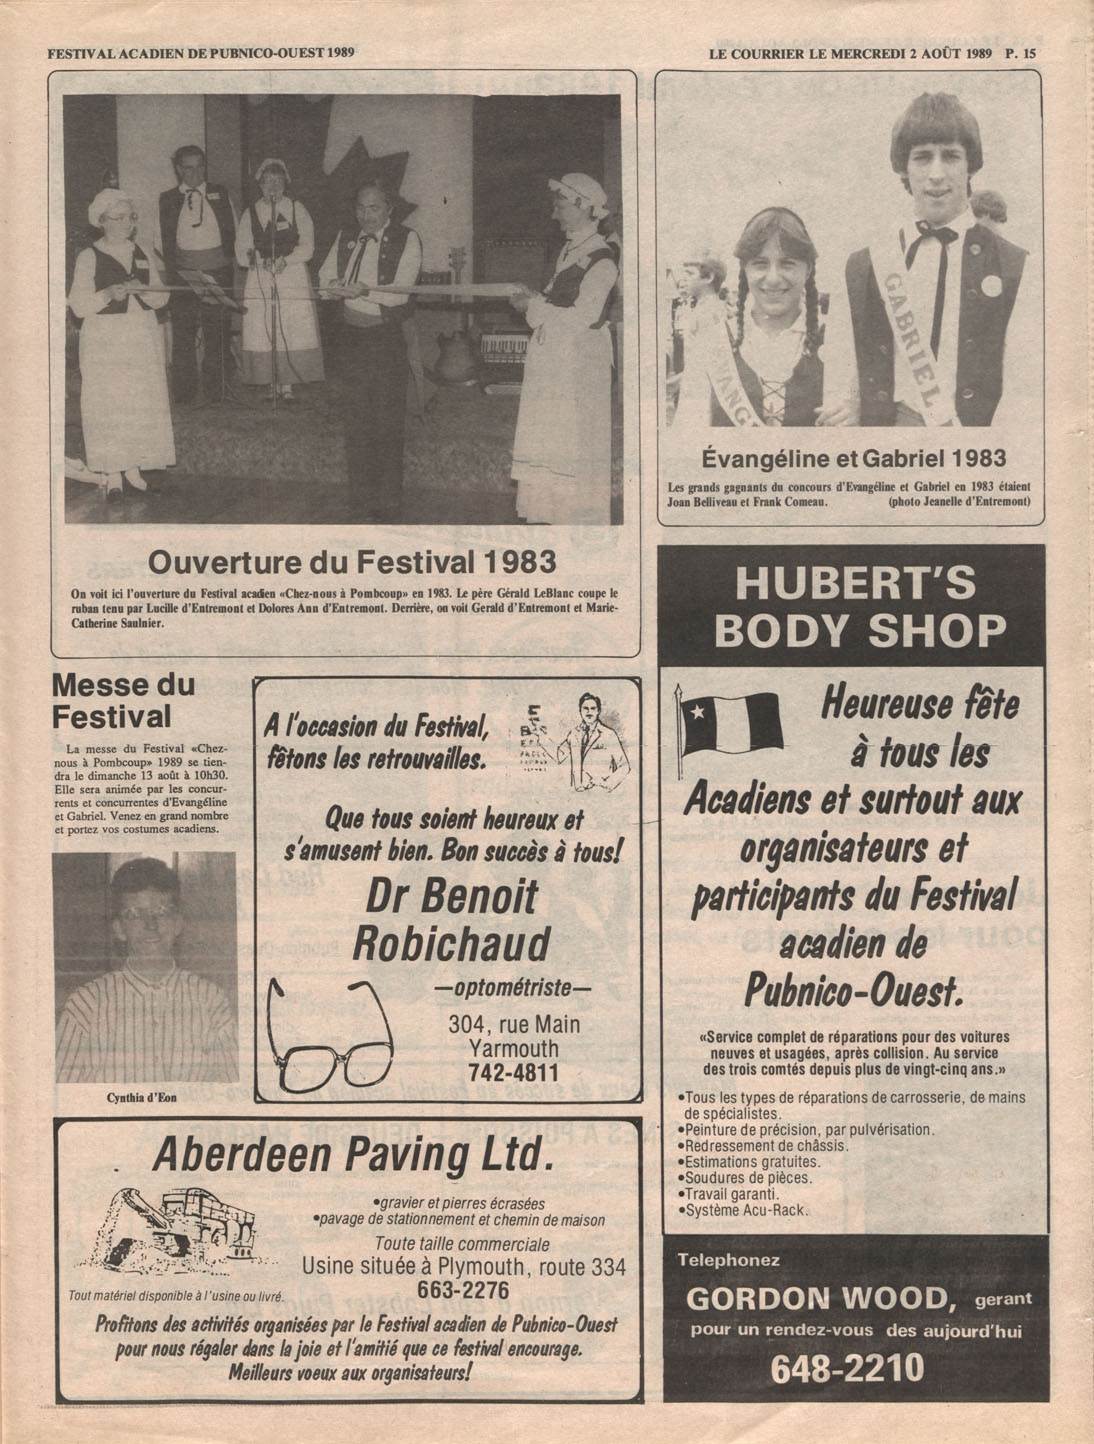 FESTIVAL ACADIEN DE PUBNICO-OUEST 1989
LE COURRIER LE MERCREDI 2 AOÛT 1989 P. 15
Ouverture du Festival 1983
On voit ici l'ouverture du Festival acadien «Chez-nous à Pombcoup» en 1983. Le père Gérald LeBlanc coupe le
ruban tenu par Lucille d'Entremont et Dolores Ann d'Entremont. Derrière, on voit Gerald d'Entremont et Marie-
Catherine Saulnier.
GABRIEL
EVANG
Évangéline et Gabriel 1983
Les grands gagnants du concours d'Evangéline et Gabriel en 1983 étaient
Joan Belliveau et Frank Comeau. (photo Jeanelle d'Entremont)
Messe du
Festival
La messe du Festival «Chez-
nous à Pombcoup» 1989 se tien-
dra le dimanche 13 août à 10h30.
Elle sera animée par les concur-
rents et concurrentes d'Evangéline
et Gabriel. Venez en grand nombre
et portez vos costumes acadiens.
Cynthia d'Eon
A l'occasion du Festival,
fêtons les retrouvailles.
Que tous soient heureux et
s'amusent bien. Bon succès à tous!
Dr Benoit
Robichaud
—optométriste—
304, rue Main
Yarmouth
742-4811
Aberdeen Paving Ltd.
•gravier et pierres écrasées
•pavage de stationnement et chemin de maison
Toute taille commerciale
Usine située à Plymouth, route 334
663-2276
Tout matériel disponible à l'usine ou livré.
Profitons des activités organisées par le Festival acadien de Pubnico-Ouest
pour nous régaler dans la joie et l'amitié que ce festival encourage.
Meilleurs voeux aux organisateurs!
HUBERT'S
BODY SHOP
Heureuse fête
à tous les
Acadiens et surtout aux
organisateurs et
participants du Festival
acadien de
Pubnico-Ouest.
«Service complet de réparations pour des voitures
neuves et usagées, après collision. Au service
des trois comtés depuis plus de vingt-cinq ans.»
•Tous les types de réparations de carrosserie, de mains
de spécialistes.
•Peinture de précision, par pulvérisation.
•Redressement de châssis.
•Estimations gratuites.
•Soudures de pièces.
•Travail garanti.
•Système Acu-Rack.
Telephonez
GORDON WOOD, gerant
pour un rendez-vous des aujourd'hui
648-2210